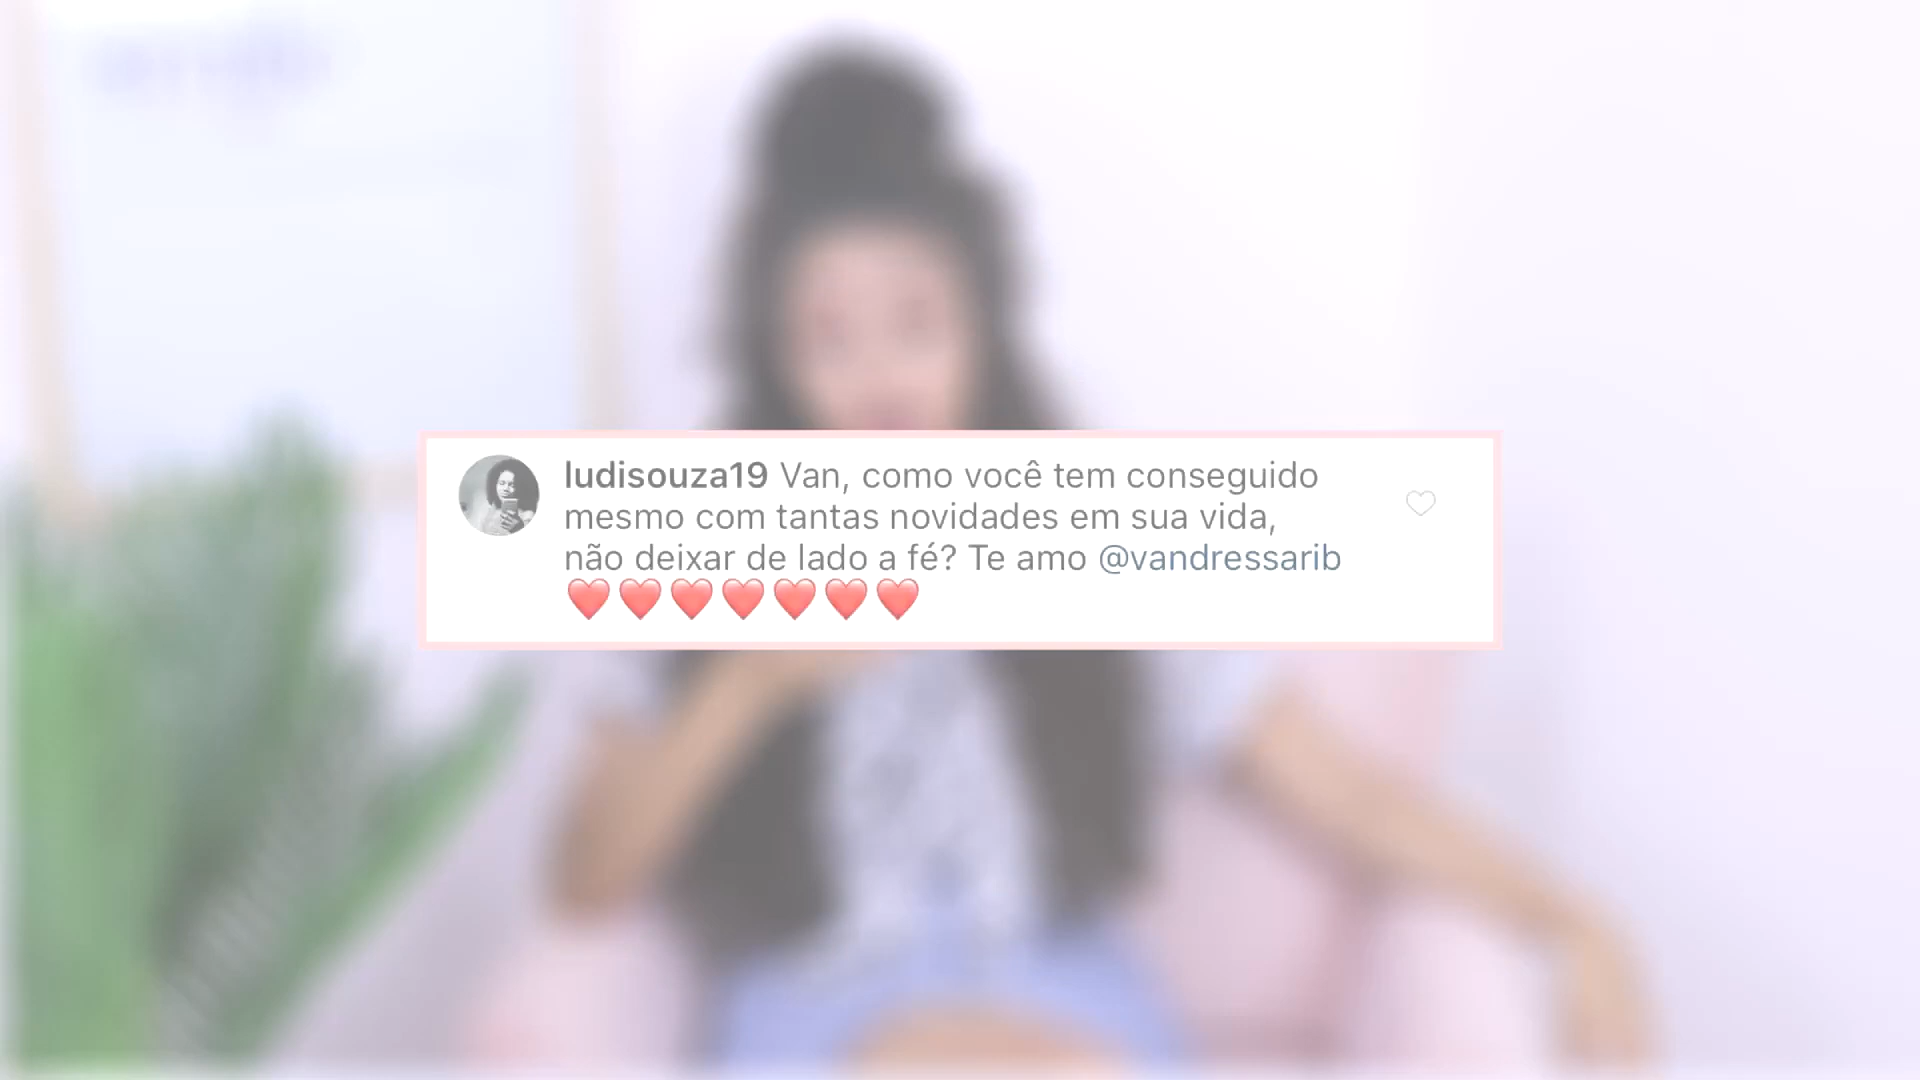 ludisouza19 Van, como você tem conseguido
mesmo com tantas novidades em sua vida,
não deixar de lado a fé? Te amo @vandressarib
❤️❤️❤️❤️❤️❤️❤️